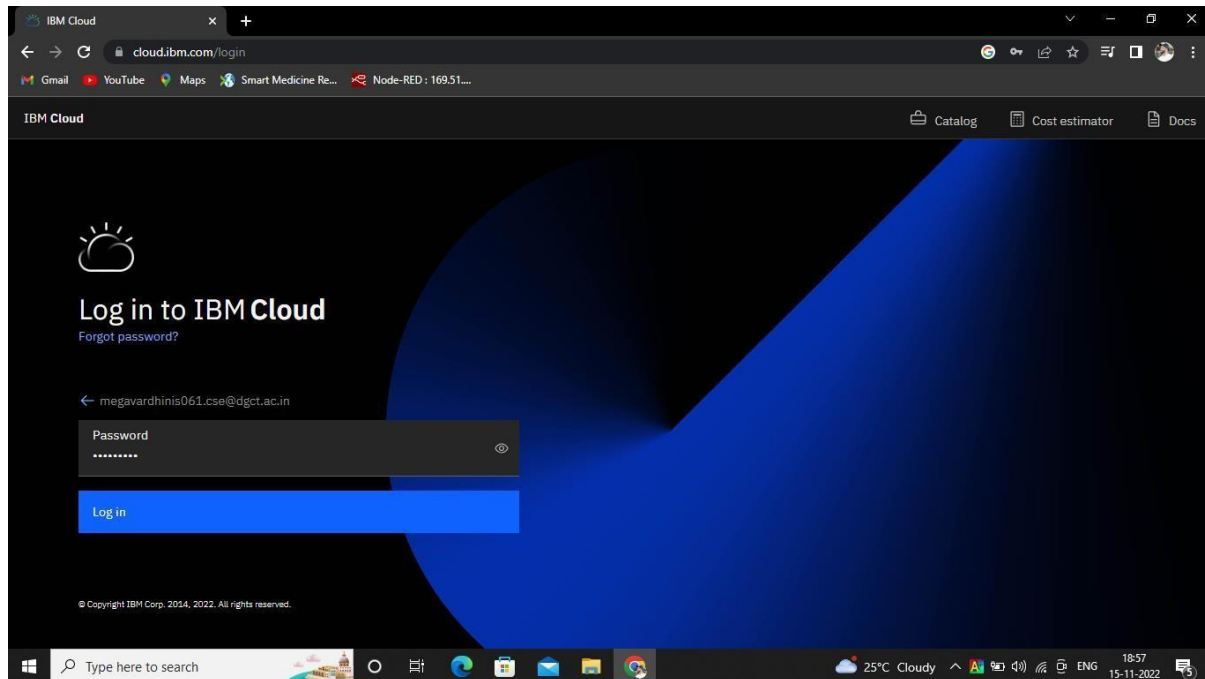 IBM Cloud
cloud.ibm.com/login
Gmail YouTube Maps Smart Medicine Re... Node-RED : 169.51....
IBM Cloud Catalog Cost estimator Docs
Log in to IBM Cloud
Forgot password?
megavardhinis061.cse@dgct.ac.in
Password
Log in
© Copyright IBM Corp. 2014, 2022. All rights reserved.
Type here to search 25°C Cloudy ENG 18:57
15-11-2022
5